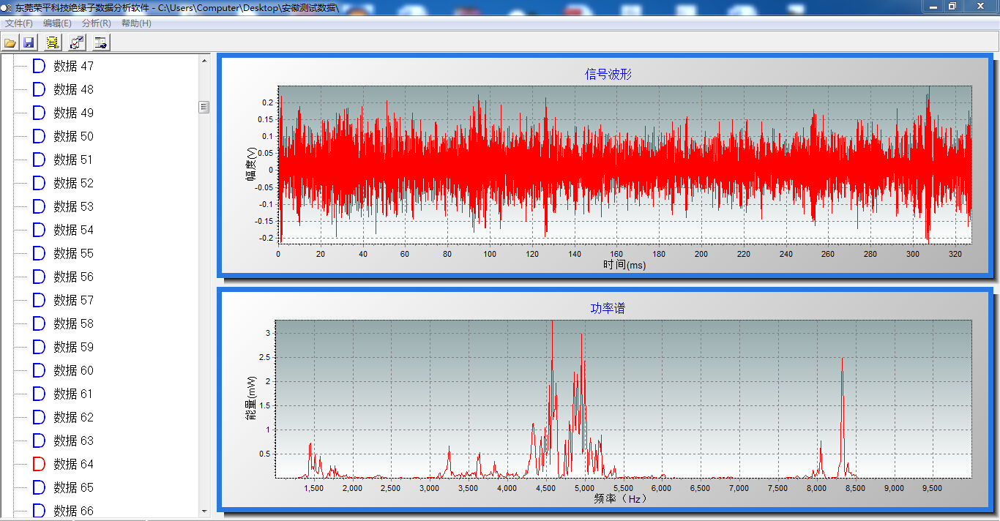 东莞荣平科技绝缘子数据分析软件 - C:\Users\Computer\Desktop\安徽测试数据\
文件(F) 编辑(E) 分析(R) 帮助(H)
数据 47
数据 48
数据 49
数据 50
数据 51
数据 52
数据 53
数据 54
数据 55
数据 56
数据 57
数据 58
数据 59
数据 60
数据 61
数据 62
数据 63
数据 64
数据 65
数据 66
信号波形
幅度(V)
0.2
0.15
0.1
0.05
0
-0.05
-0.1
-0.15
-0.2
0 20 40 60 80 100 120 140 160 180 200 220 240 260 280 300 320
时间(ms)
功率谱
能量(mW)
3
2.5
2
1.5
1
0.5
1,500 2,000 2,500 3,000 3,500 4,000 4,500 5,000 5,500 6,000 6,500 7,000 7,500 8,000 8,500 9,000 9,500
频率（Hz）